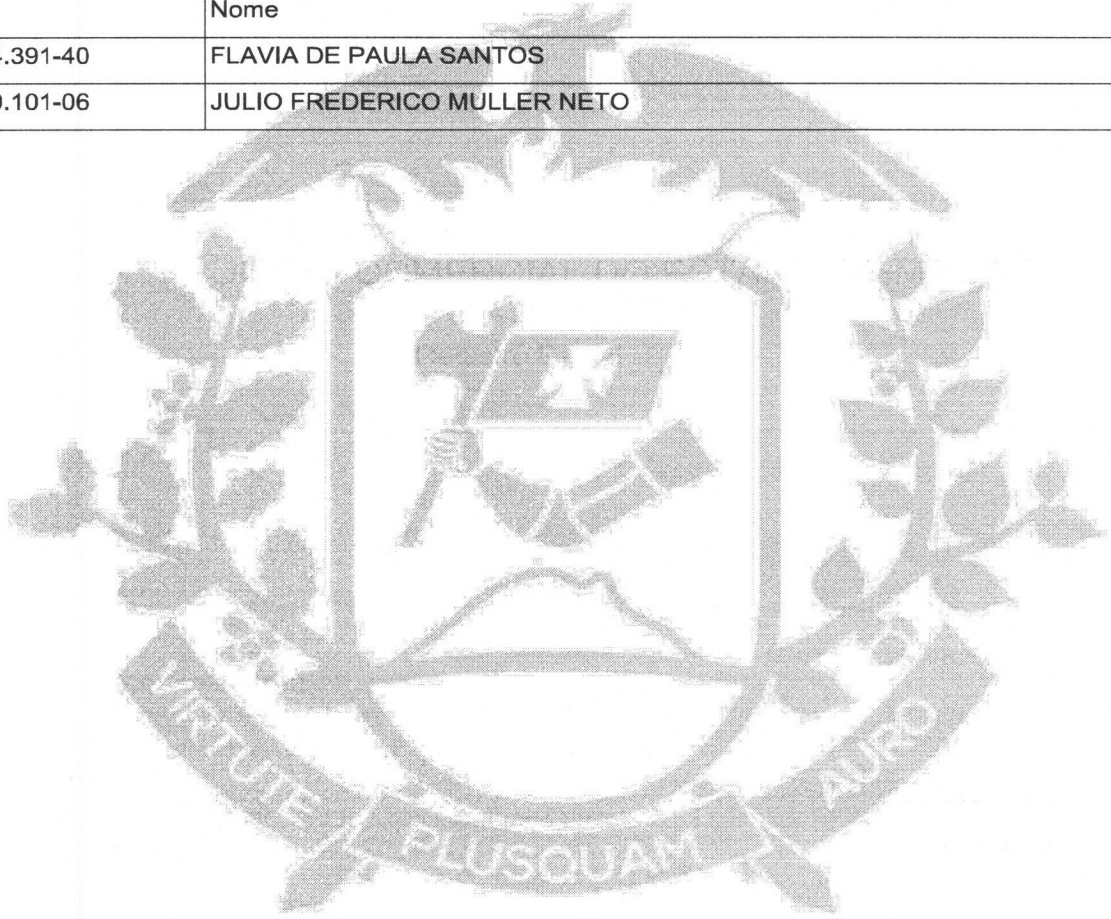 Nome
.391-40 FLAVIA DE PAULA SANTOS
.101-06 JULIO FREDERICO MULLER NETO
VIRTUTE PLUSQUAM AURO